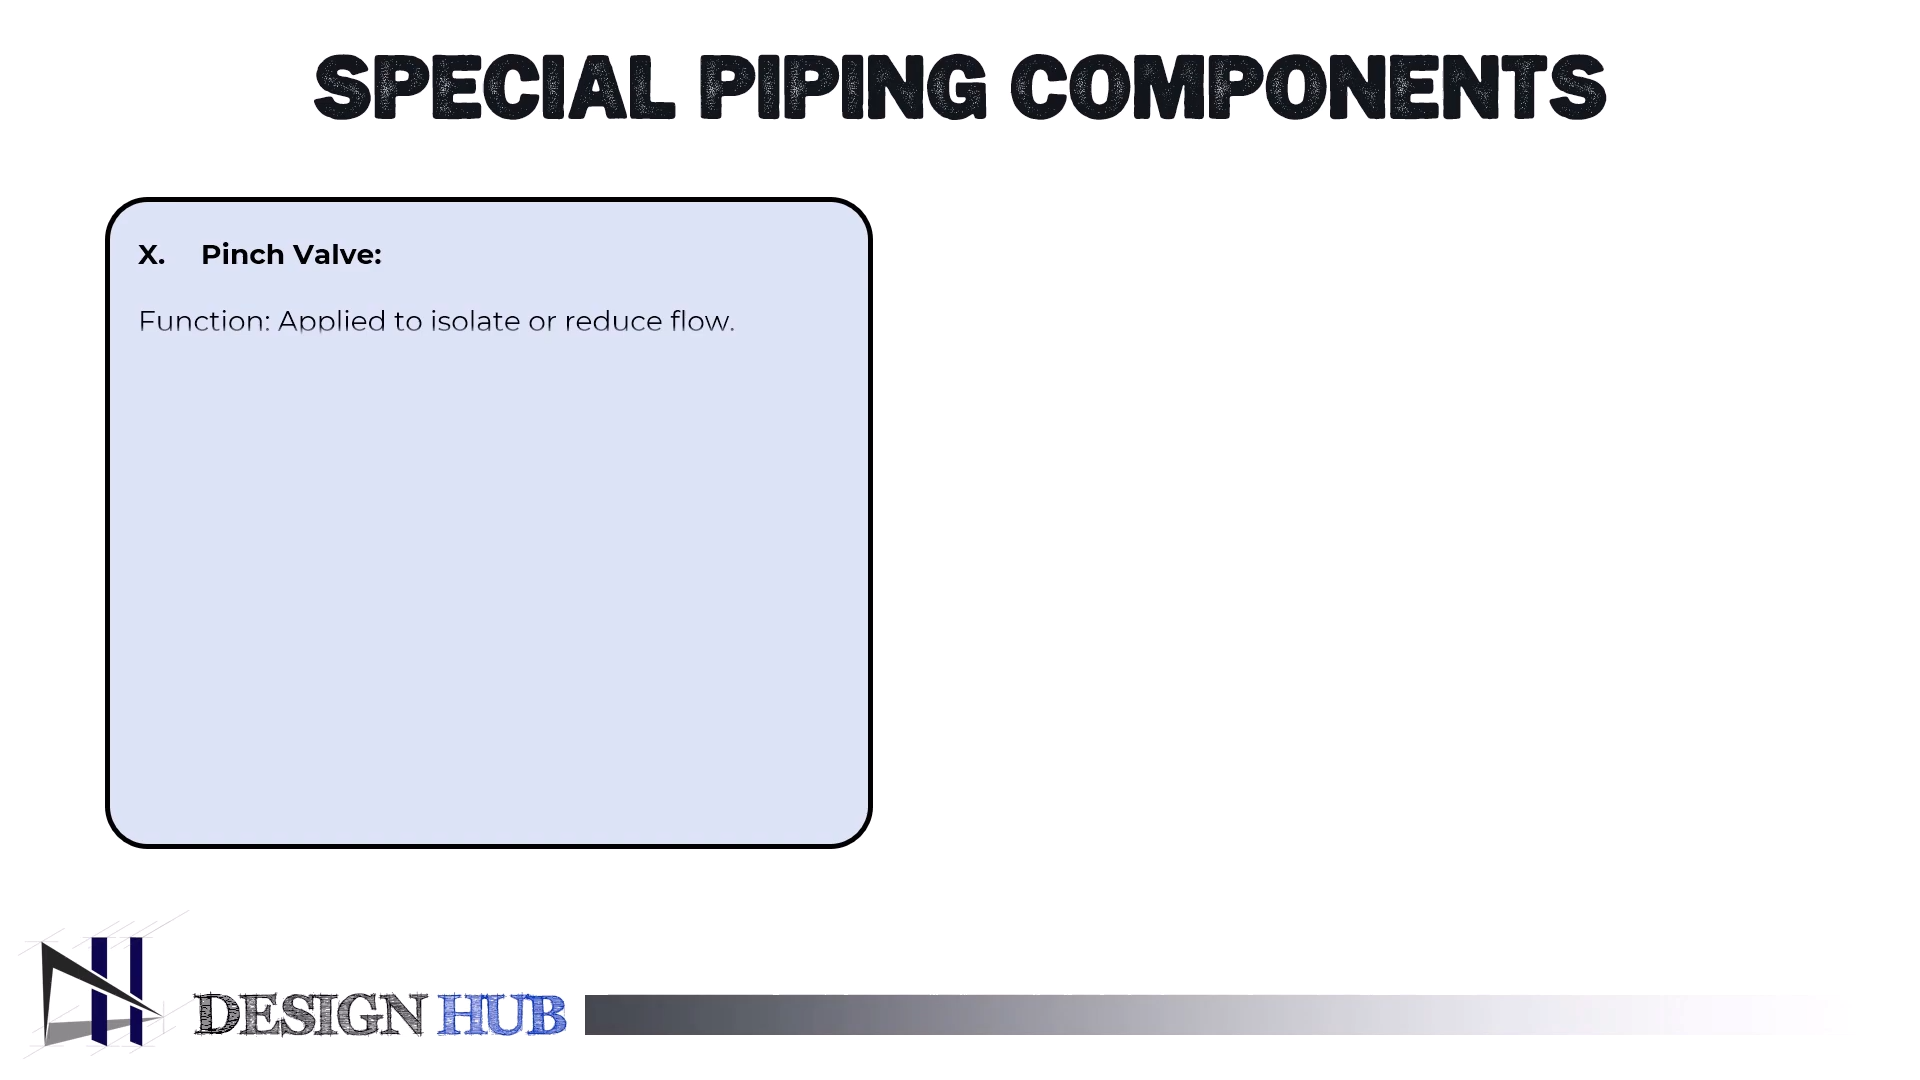 SPECIAL PIPING COMPONENTS
X. Pinch Valve:
Function: Applied to isolate or reduce flow.
DESIGN HUB